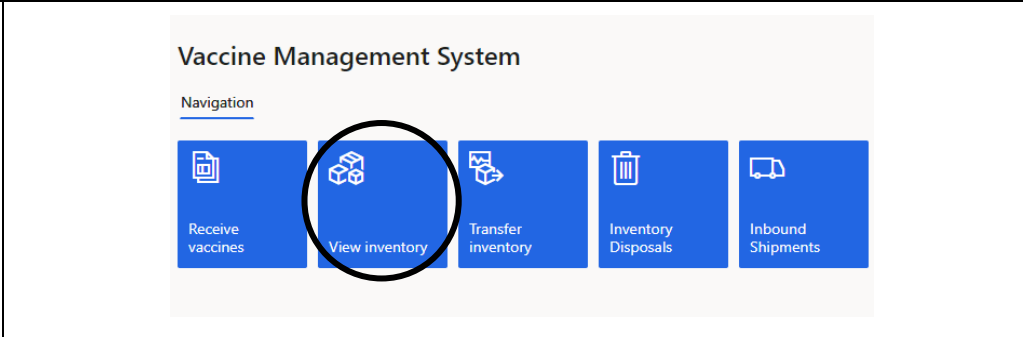 Vaccine Management System
Navigation
Receive
vaccines
View inventory
Transfer
inventory
Inventory
Disposals
Inbound
Shipments